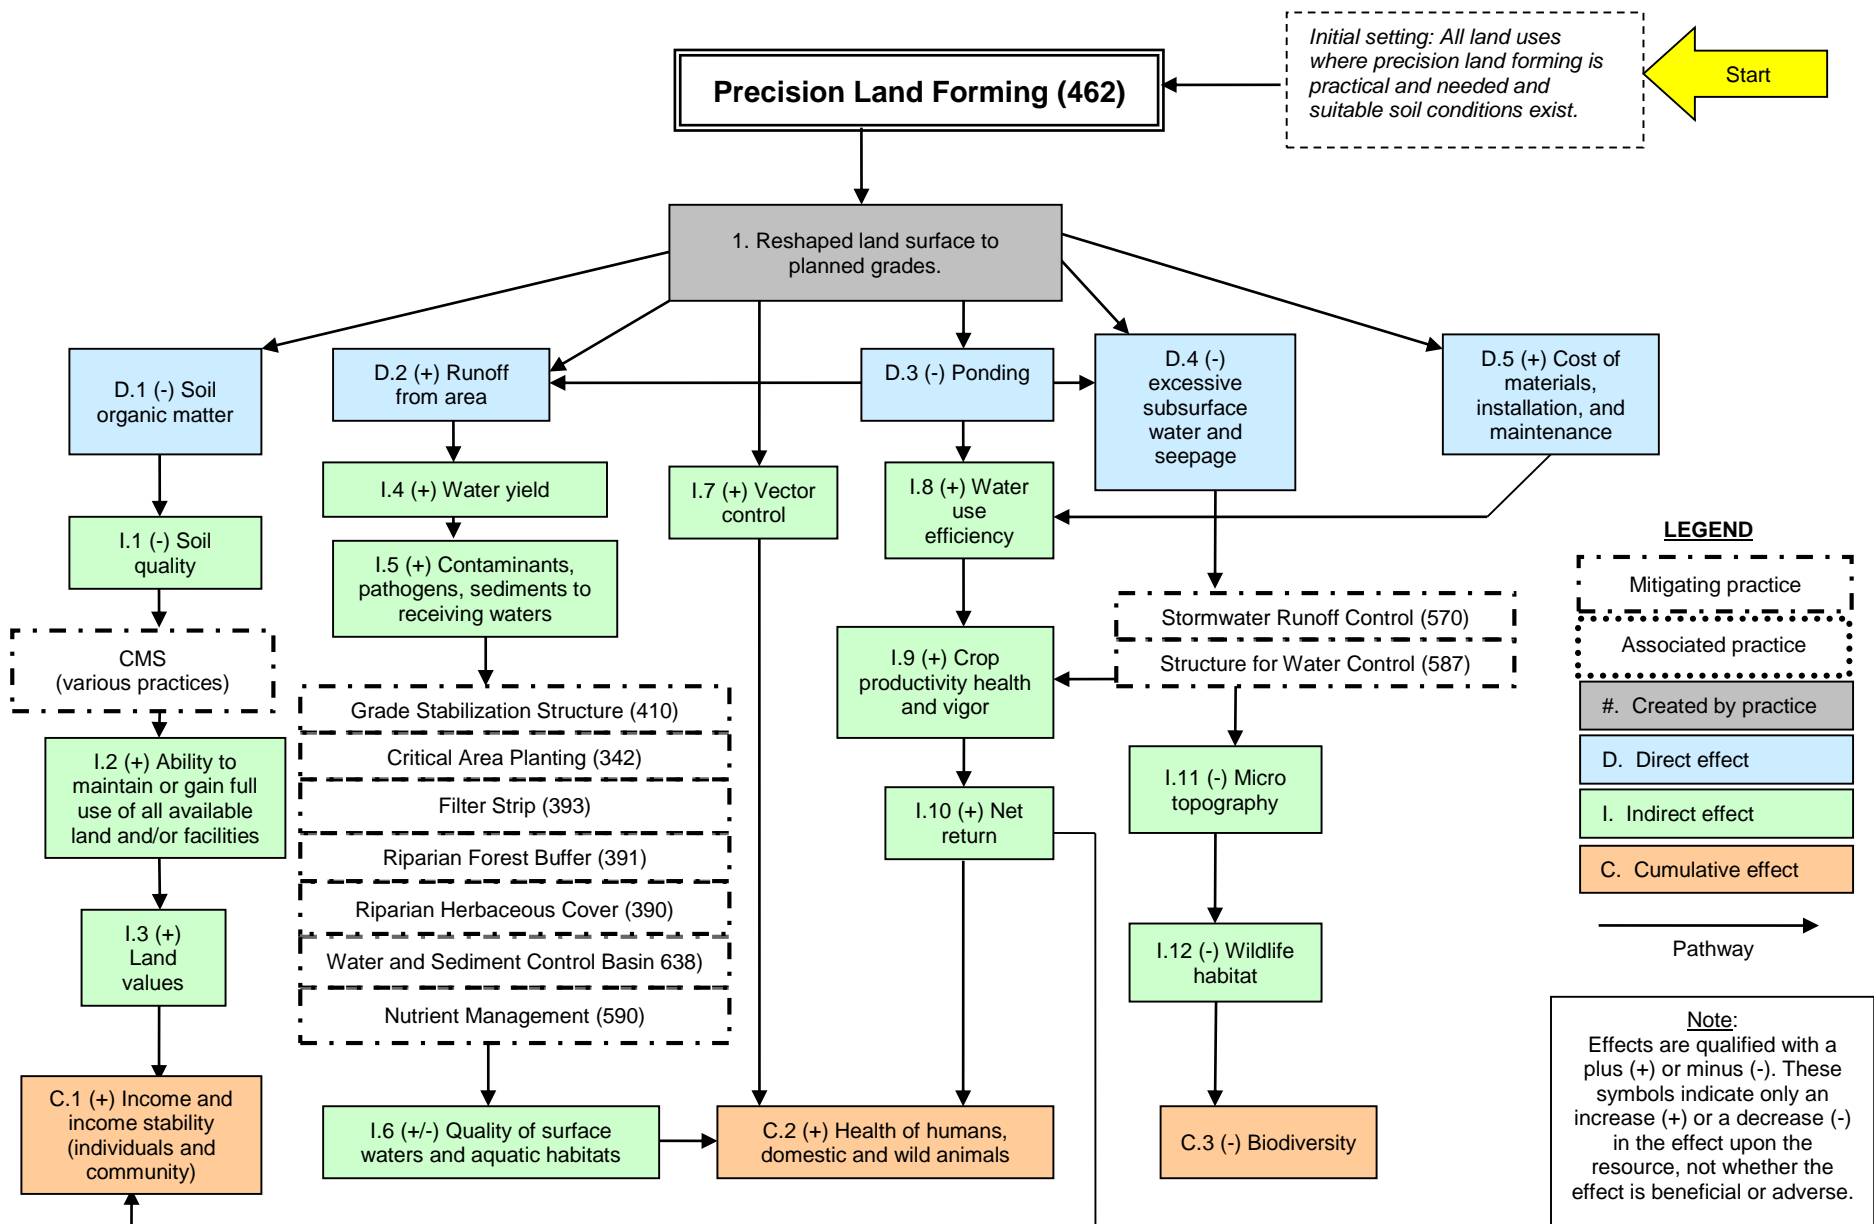 Precision Land Forming (462)
Initial setting: All land uses
where precision land forming is
practical and needed and
suitable soil conditions exist.
Start
1. Reshaped land surface to
planned grades.
D.1 (-) Soil
organic matter
D.2 (+) Runoff
from area
D.3 (-) Ponding
D.4 (-)
excessive
subsurface
water and
seepage
D.5 (+) Cost of
materials,
installation, and
maintenance
I.1 (-) Soil
quality
I.4 (+) Water yield
I.7 (+) Vector
control
I.8 (+) Water
use
efficiency
I.5 (+) Contaminants,
pathogens, sediments to
receiving waters
CMS
(various practices)
I.9 (+) Crop
productivity health
and vigor
Stormwater Runoff Control (570)
Structure for Water Control (587)
I.2 (+) Ability to
maintain or gain full
use of all available
land and/or facilities
Grade Stabilization Structure (410)
Critical Area Planting (342)
Filter Strip (393)
Riparian Forest Buffer (391)
Riparian Herbaceous Cover (390)
Water and Sediment Control Basin 638)
Nutrient Management (590)
I.10 (+) Net
return
I.11 (-) Micro
topography
I.3 (+)
Land
values
I.12 (-) Wildlife
habitat
C.1 (+) Income and
income stability
(individuals and
community)
I.6 (+/-) Quality of surface
waters and aquatic habitats
C.2 (+) Health of humans,
domestic and wild animals
C.3 (-) Biodiversity
LEGEND
Mitigating practice
Associated practice
#. Created by practice
D. Direct effect
I. Indirect effect
C. Cumulative effect
Pathway
Note:
Effects are qualified with a
plus (+) or minus (-). These
symbols indicate only an
increase (+) or a decrease (-)
in the effect upon the
resource, not whether the
effect is beneficial or adverse.